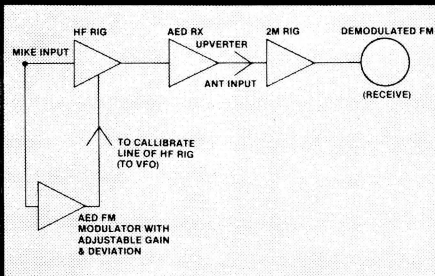 HF RIG
AED RX
2M RIG
DEMODULATED FM
MIKE INPUT
UPVERTER
ANT INPUT
(RECEIVE)
TO CALLIBRATE
LINE OF HF RIG
(TO VFO)
AED FM
MODULATOR WITH
ADJUSTABLE GAIN
& DEVIATION